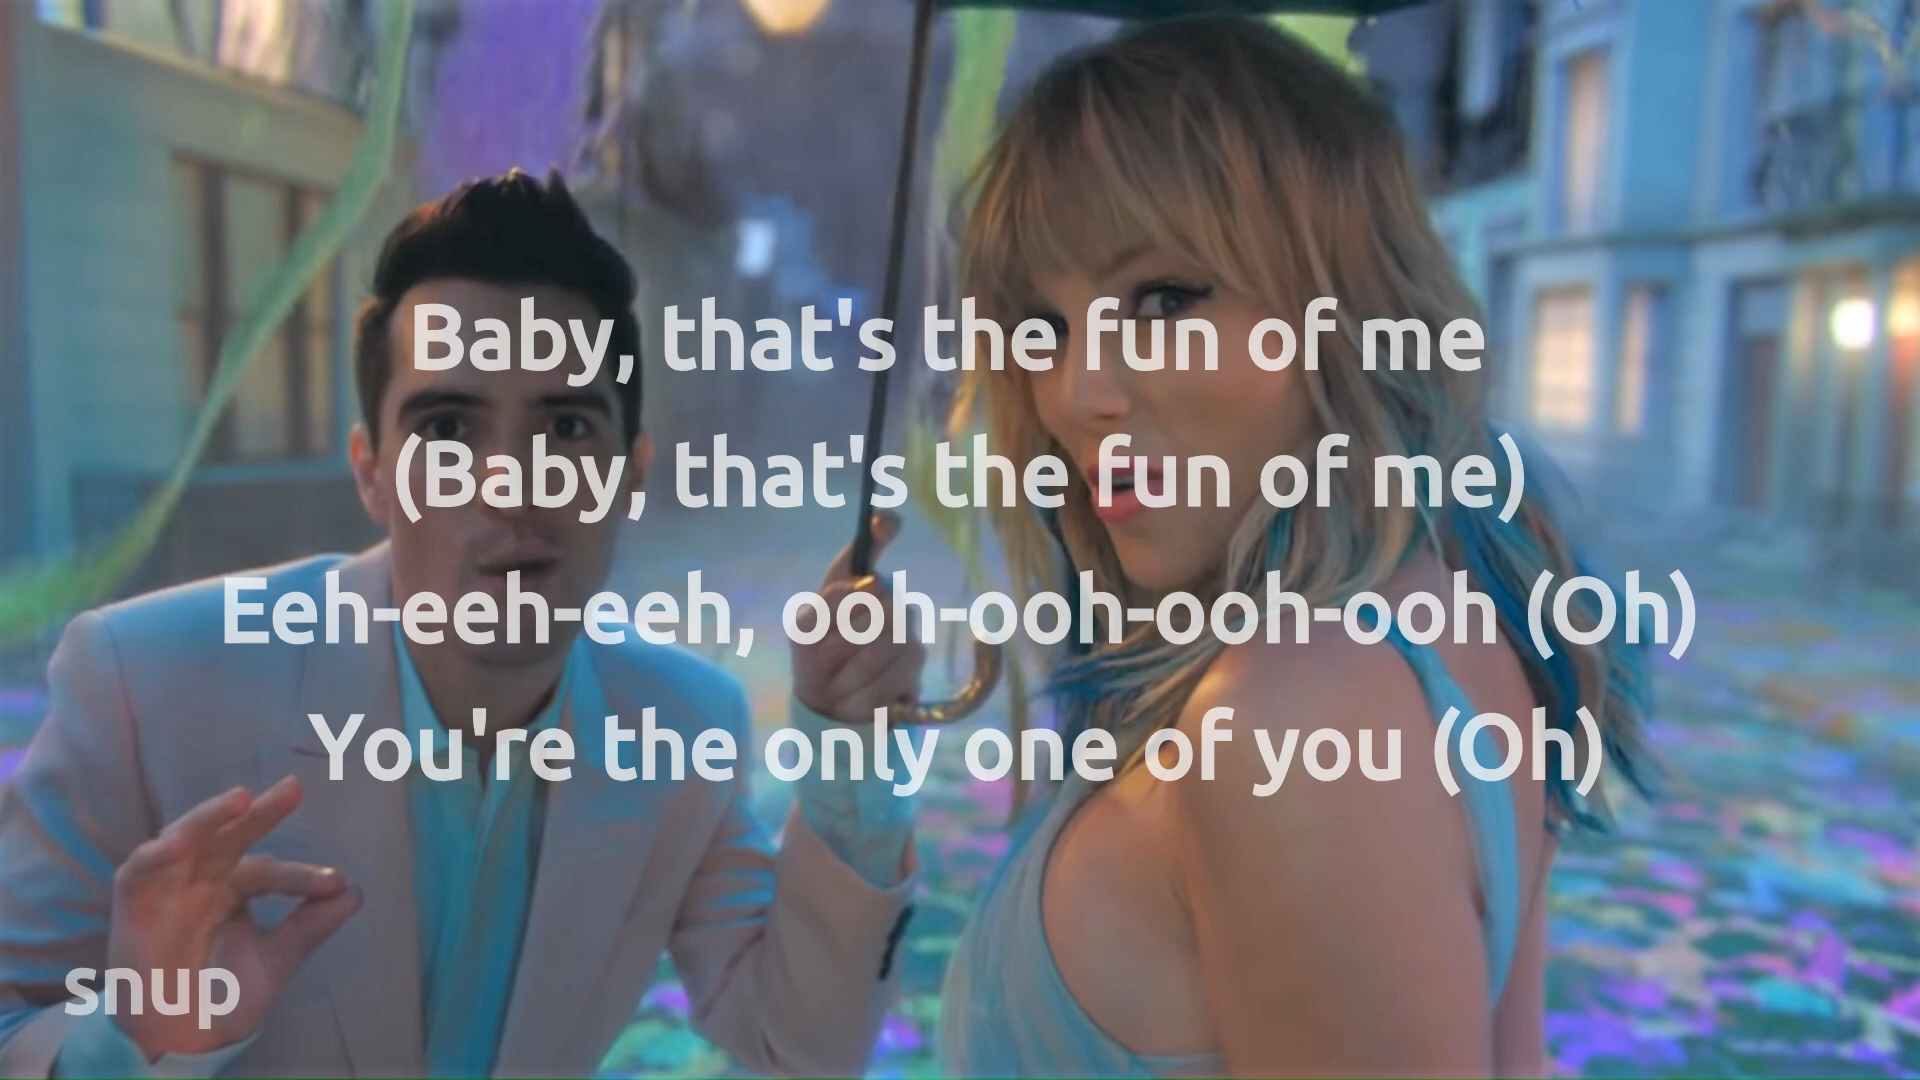 Baby, that's the fun of me
(Baby, that's the fun of me)
Eeh-eeh-eeh, ooh-ooh-ooh-ooh (Oh)
You're the only one of you (Oh)
snup